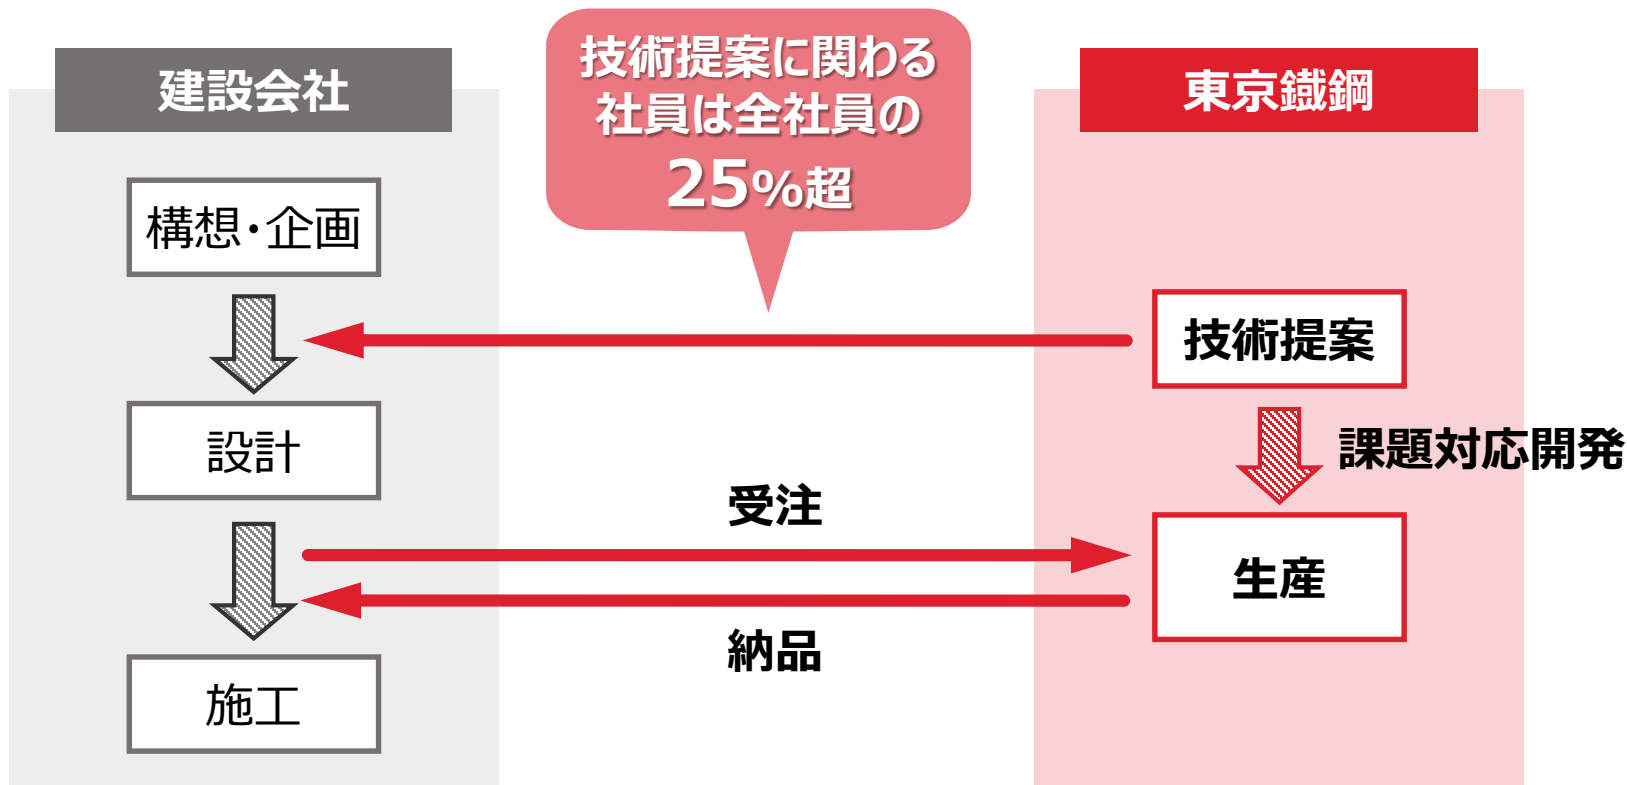 建設会社
構想・企画
設計
施工
技術提案に関わる
社員は全社員の
25%超
受注
納品
東京鐵鋼
技術提案
課題対応開発
生産